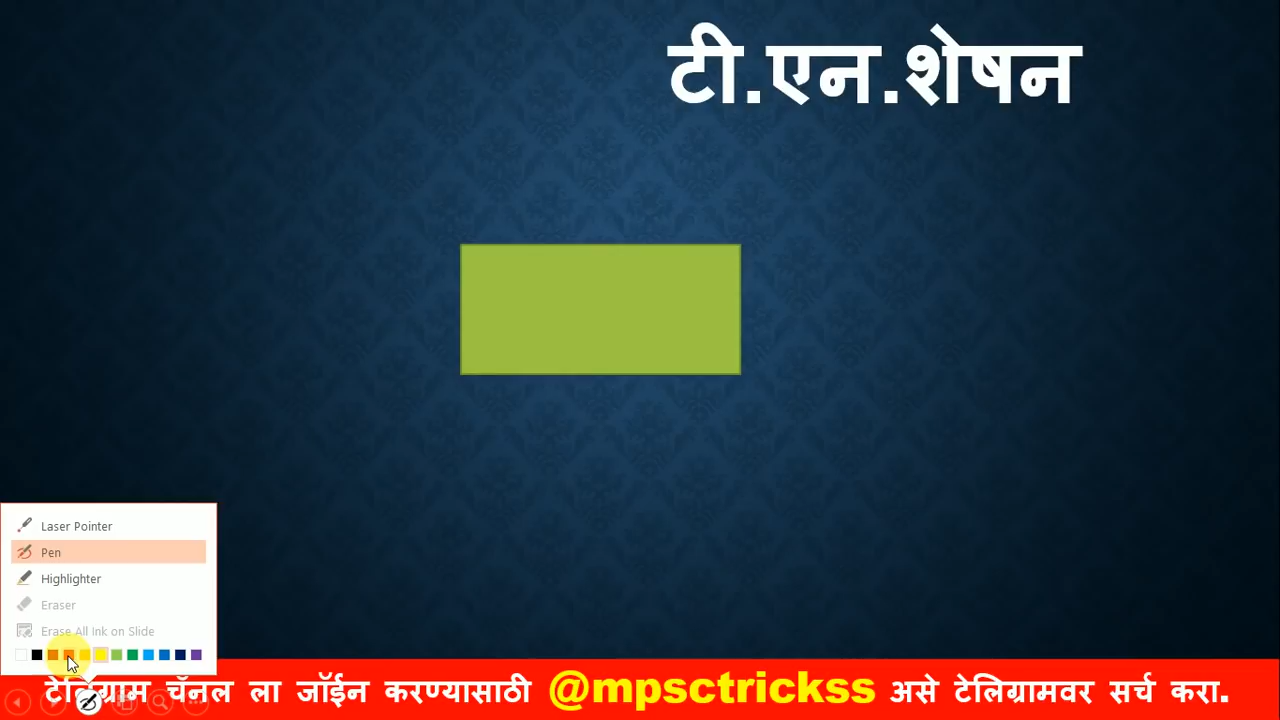 टी.एन.शेषन
Laser Pointer
Pen
Highlighter
Eraser
Erase All Ink on Slide
टेलिग्राम चॅनल ला जॉईन करण्यासाठी @mpsctrickss असे टेलिग्रामवर सर्च करा.